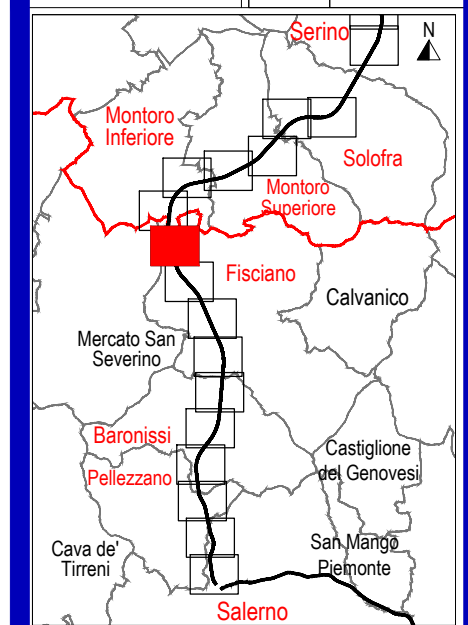 Serino
N
Montoro
Inferiore
Solofra
Montoro
Superiore
Fisciano
Calvanico
Mercato San
Severino
Baronissi
Castiglione
del Genovesi
Pellezzano
Cava de'
Tirreni
San Mango
Piemonte
Salerno